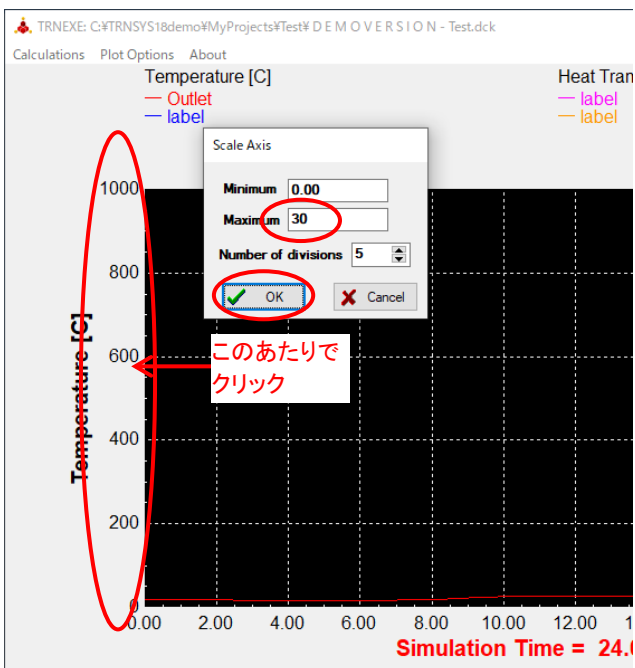 TRNEXE: C:¥TRNSYS18demo¥MyProjects¥Test¥ D E M O V E R S I O N - Test.dck
Calculations Plot Options About
Temperature [C]
Outlet
label
Heat Tran
label
label
Scale Axis
Minimum 0.00
Maximum 30
Number of divisions 5
OK Cancel
このあたりで
クリック
Temperature [C]
1000
800
600
400
200
0
0.00 2.00 4.00 6.00 8.00 10.00 12.00 1
Simulation Time = 24.0